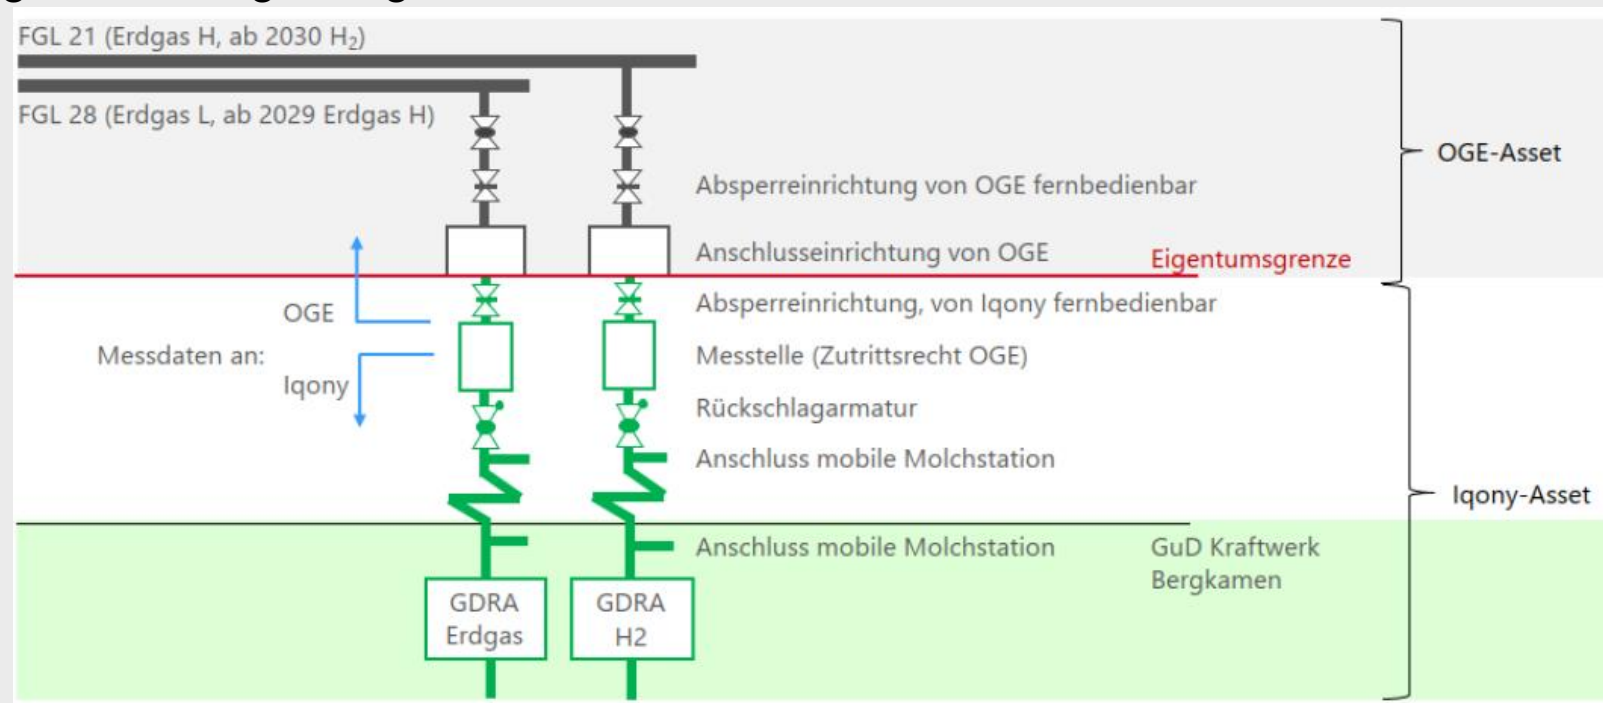 FGL 21 (Erdgas H, ab 2030 H₂)
FGL 28 (Erdgas L, ab 2029 Erdgas H)
OGE-Asset
Absperreinrichtung von OGE fernbedienbar
Anschlusseinrichtung von OGE
Eigentumsgrenze
Absperreinrichtung, von Iqony fernbedienbar
OGE
Messdaten an:
Iqony
Messtelle (Zutrittsrecht OGE)
Rückschlagarmatur
Anschluss mobile Molchstation
Iqony-Asset
Anschluss mobile Molchstation
GuD Kraftwerk
Bergkamen
GDRA
Erdgas
GDRA
H2